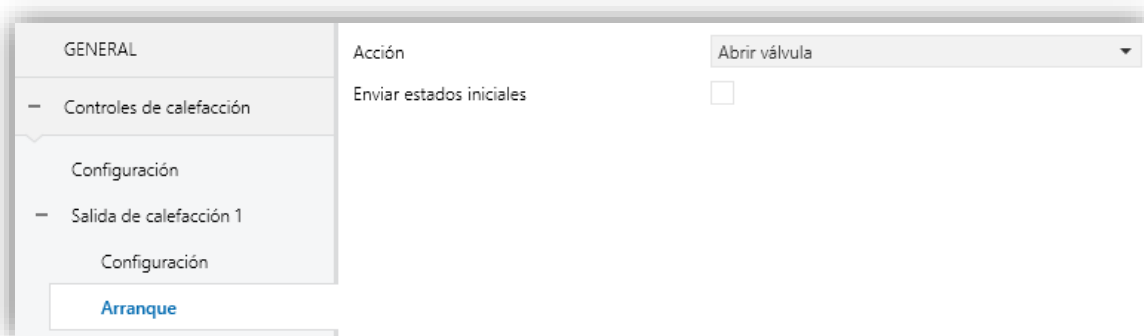 GENERAL
Controles de calefacción
Configuración
Salida de calefacción 1
Configuración
Arranque
Acción
Abrir válvula
Enviar estados iniciales